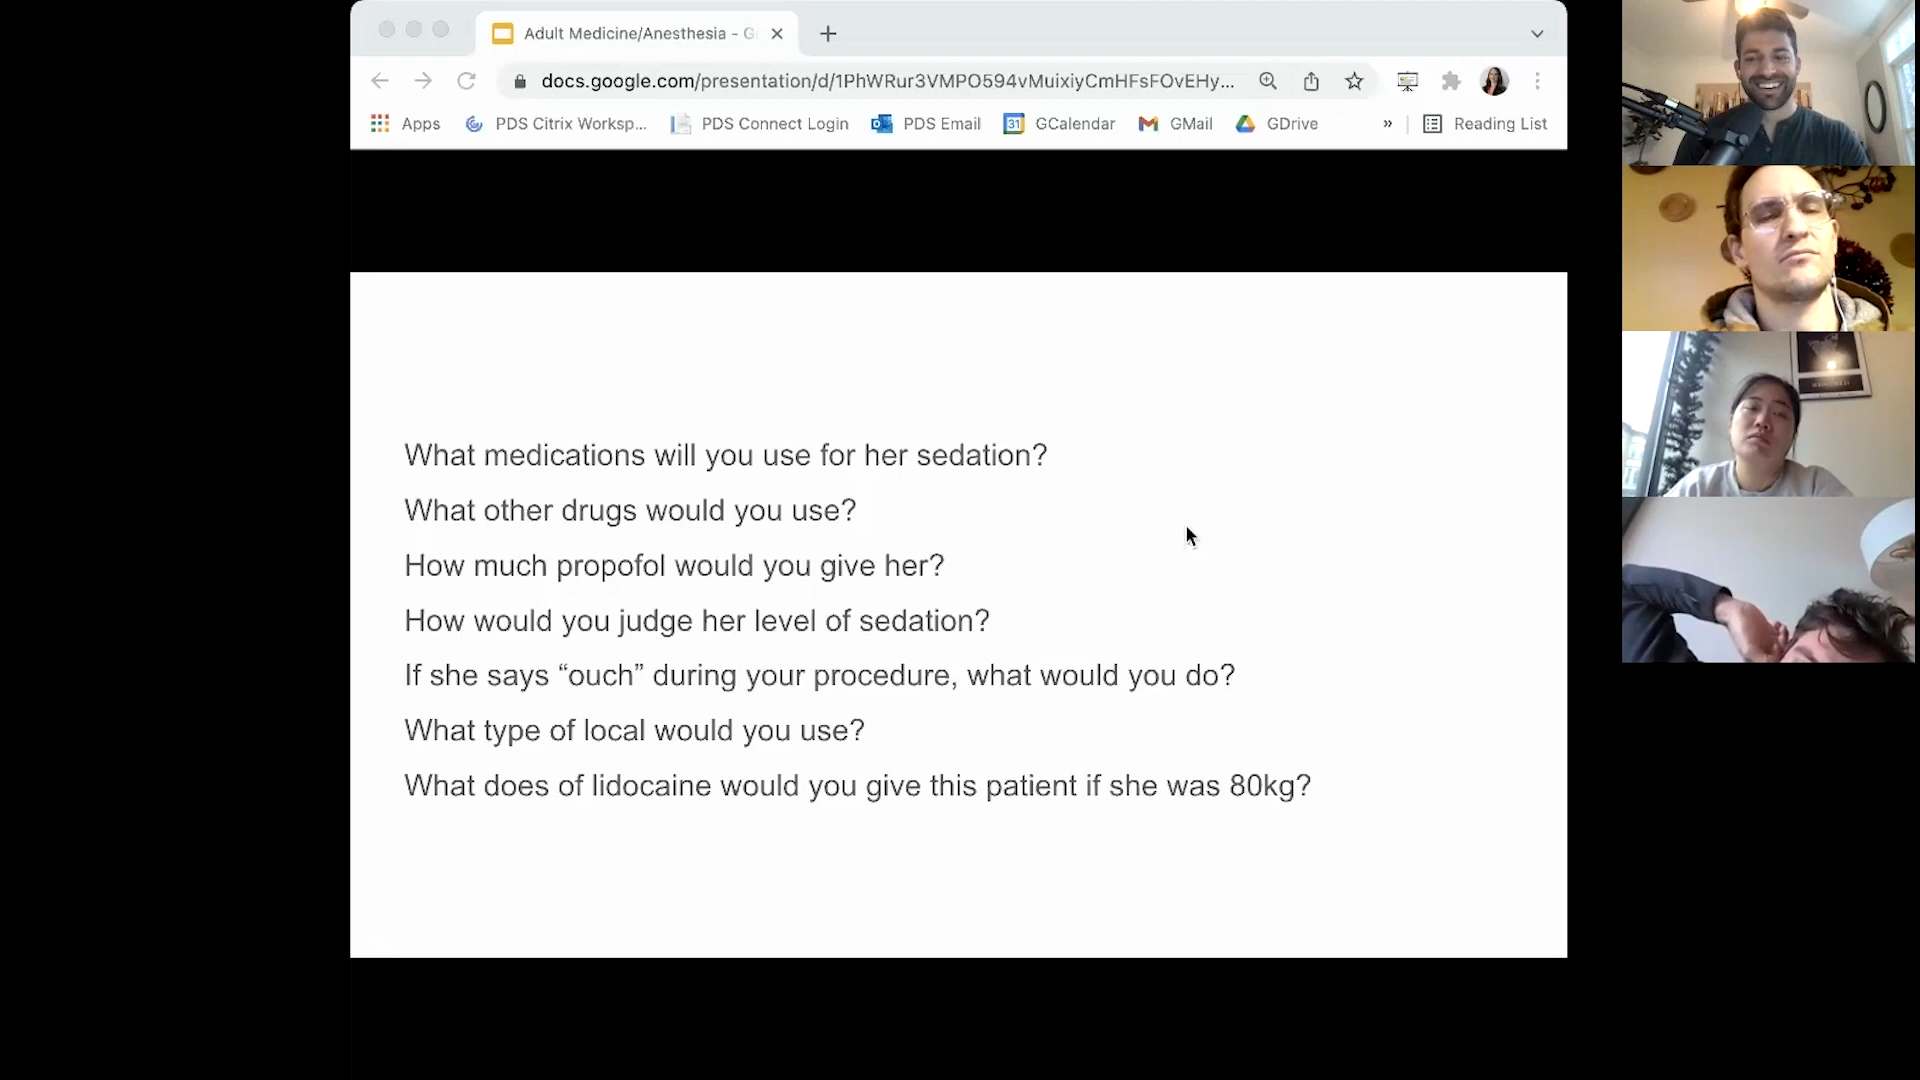 Adult Medicine/Anesthesia - G
docs.google.com/presentation/d/1PhWRur3VMPO594vMuixiyCmHFsFOvEHy...
Apps PDS Citrix Worksp... PDS Connect Login PDS Email 31 GCalendar GMail GDrive » Reading List
What medications will you use for her sedation?
What other drugs would you use?
How much propofol would you give her?
How would you judge her level of sedation?
If she says “ouch” during your procedure, what would you do?
What type of local would you use?
What does of lidocaine would you give this patient if she was 80kg?